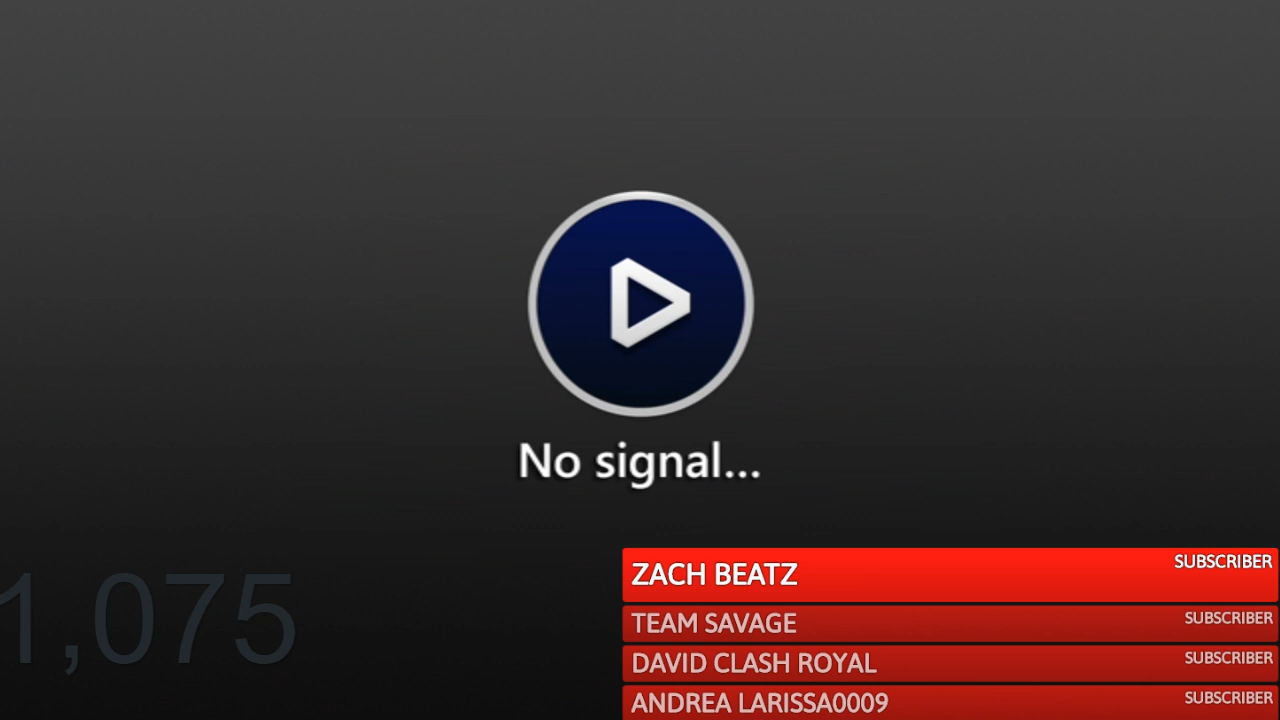 No signal...
1,075
ZACH BEATZ SUBSCRIBER
TEAM SAVAGE SUBSCRIBER
DAVID CLASH ROYAL SUBSCRIBER
ANDREA LARISSA0009 SUBSCRIBER